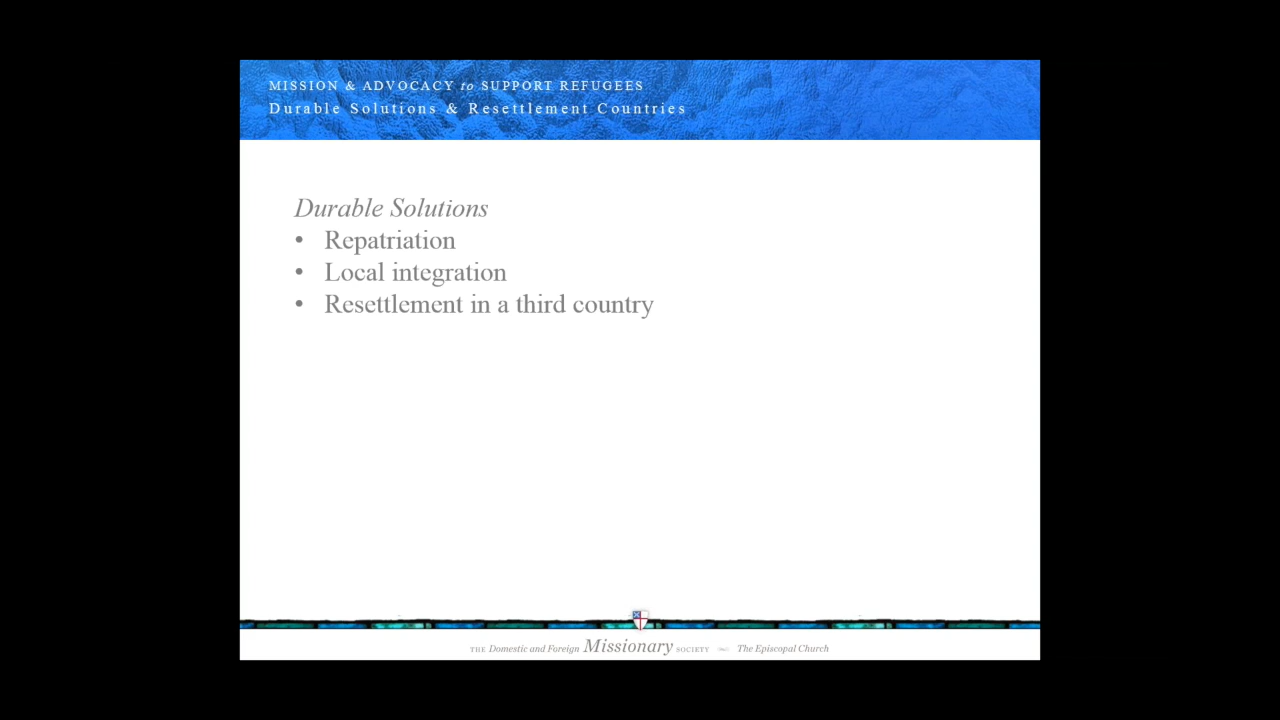 MISSION & ADVOCACY to SUPPORT REFUGEES
Durable Solutions & Resettlement Countries
Durable Solutions
• Repatriation
• Local integration
• Resettlement in a third country
THE Domestic and Foreign Missionary SOCIETY The Episcopal Church